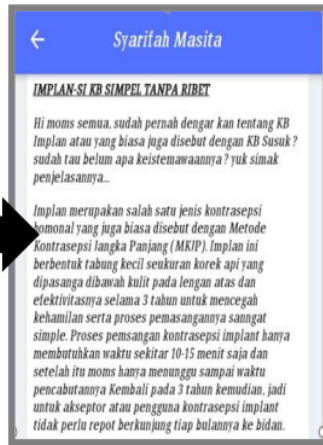 Syarifah Masita
IMPLAN-SI KB SIMPEL TANPA RIBET
Hi moms semua, sudah pernah dengar kan tentang KB
Implan atau yang biasa juga disebut dengan KB Susuk ?
sudah tau belum apa keistemawaannya ? yuk simak
penjelasannya...
Implan merupakan salah satu jenis kontrasepsi
homonal yang juga biasa disebut dengan Metode
Kontrasepsi Jangka Panjang (MKJP). Implan ini
berbentuk tabung kecil seukuran korek api yang
dipasanga dibawah kulit pada lengan atas dan
efektivitasnya selama 3 tahun untuk mencegah
kehamilan serta proses pemasangannya sanngat
simple. Proses pemsangan kontrasepsi implant hanya
membutuhkan waktu sekitar 10-15 menit saja dan
setelah itu moms hanya menunggu sampai waktu
pencabutannya Kembali pada 3 tahun kemudian, jadi
untuk akseptor atau pengguna kontrasepsi implant
tidak perlu repot berkunjung tiap bulannya ke bidan.